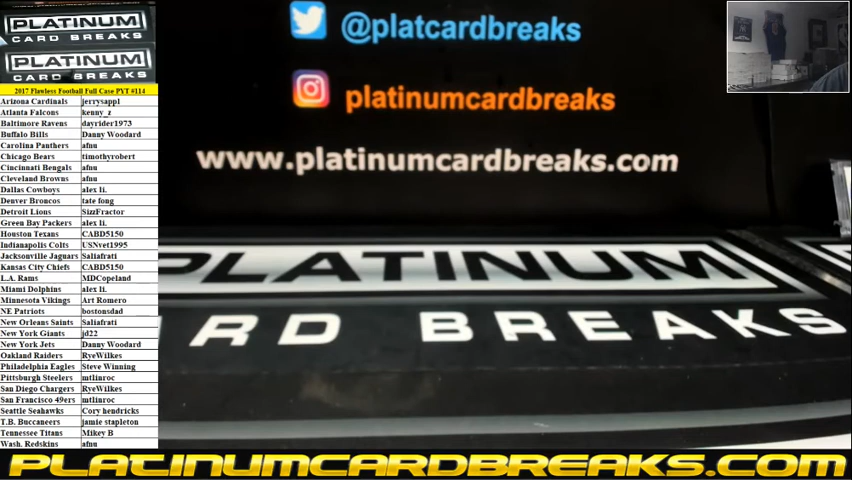 PLATINUM
CARD BREAKS
PLATINUM
CARD BREAKS
2017 Flawless Football Full Case PYT #114
Arizona Cardinals jerrysappl
Atlanta Falcons kenny_z
Baltimore Ravens dayrider1973
Buffalo Bills Danny Woodard
Carolina Panthers afnu
Chicago Bears timothyrobert
Cincinnati Bengals afnu
Cleveland Browns afnu
Dallas Cowboys alex li.
Denver Broncos tate fong
Detroit Lions SizzFractor
Green Bay Packers alex li.
Houston Texans CABD5150
Indianapolis Colts USNvet1995
Jacksonville Jaguars Saliafrati
Kansas City Chiefs CABD5150
L.A. Rams MDCopeland
Miami Dolphins alex li.
Minnesota Vikings Art Romero
NE Patriots bostonsdad
New Orleans Saints Saliafrati
New York Giants jd22
New York Jets Danny Woodard
Oakland Raiders RyeWilkes
Philadelphia Eagles Steve Winning
Pittsburgh Steelers mtlinroc
San Diego Chargers RyeWilkes
San Francisco 49ers mtlinroc
Seattle Seahawks Cory hendricks
T.B. Buccaneers jamie stapleton
Tennessee Titans Mikey B
Wash. Redskins afnu
@platcardbreaks
platinumcardbreaks
www.platinumcardbreaks.com
PLATINUM
ARD BREAKS
PLATINUMCARDBREAKS.COM